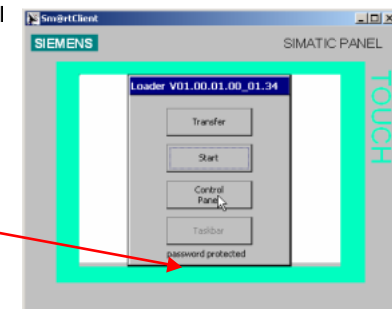 Sm@rtClient
SIEMENS
SIMATIC PANEL
TOUCH
Loader V01.00.01.00_01.34
Transfer
Start
Control
Panel
Taskbar
password protected